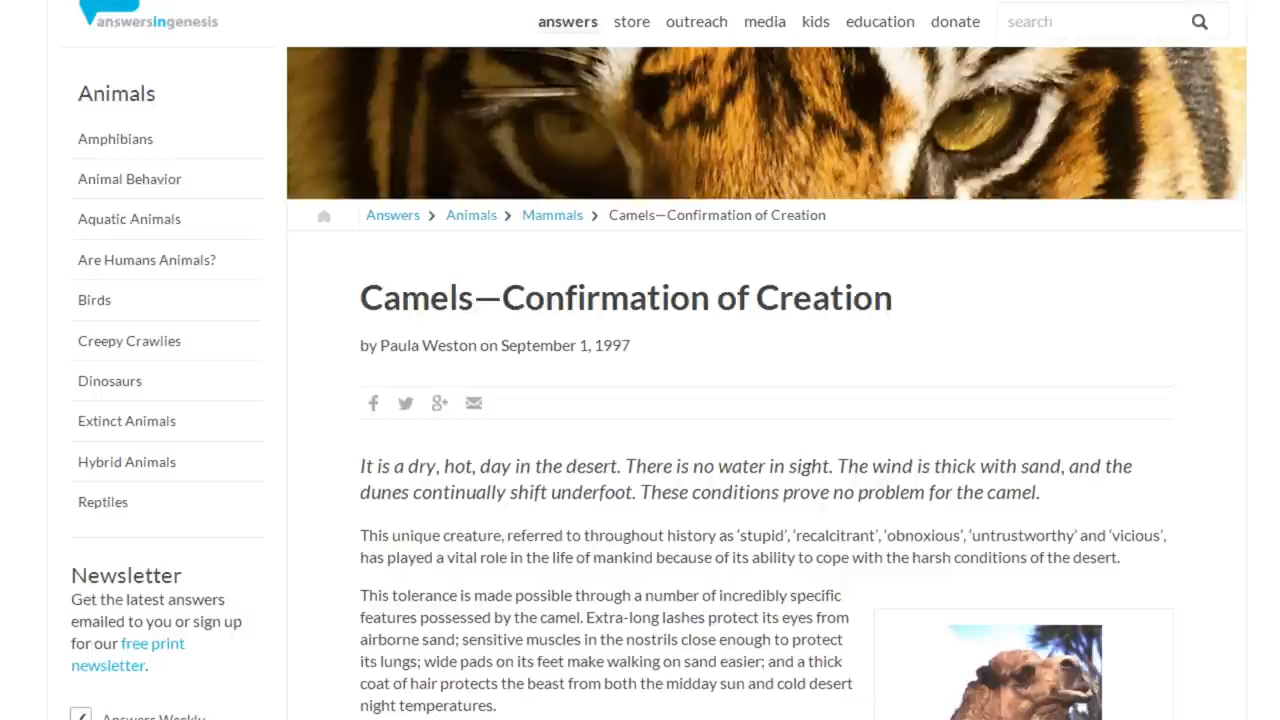 answersingenesis
answers store outreach media kids education donate search
Animals
Amphibians
Animal Behavior
Aquatic Animals
Are Humans Animals?
Birds
Creepy Crawlies
Dinosaurs
Extinct Animals
Hybrid Animals
Reptiles
Newsletter
Get the latest answers
emailed to you or sign up
for our free print
newsletter.
Answers Weekly
Answers > Animals > Mammals > Camels—Confirmation of Creation
Camels—Confirmation of Creation
by Paula Weston on September 1, 1997
It is a dry, hot, day in the desert. There is no water in sight. The wind is thick with sand, and the
dunes continually shift underfoot. These conditions prove no problem for the camel.
This unique creature, referred to throughout history as ‘stupid’, ‘recalcitrant’, ‘obnoxious’, ‘untrustworthy’ and ‘vicious’,
has played a vital role in the life of mankind because of its ability to cope with the harsh conditions of the desert.
This tolerance is made possible through a number of incredibly specific
features possessed by the camel. Extra-long lashes protect its eyes from
airborne sand; sensitive muscles in the nostrils close enough to protect
its lungs; wide pads on its feet make walking on sand easier; and a thick
coat of hair protects the beast from both the midday sun and cold desert
night temperatures.